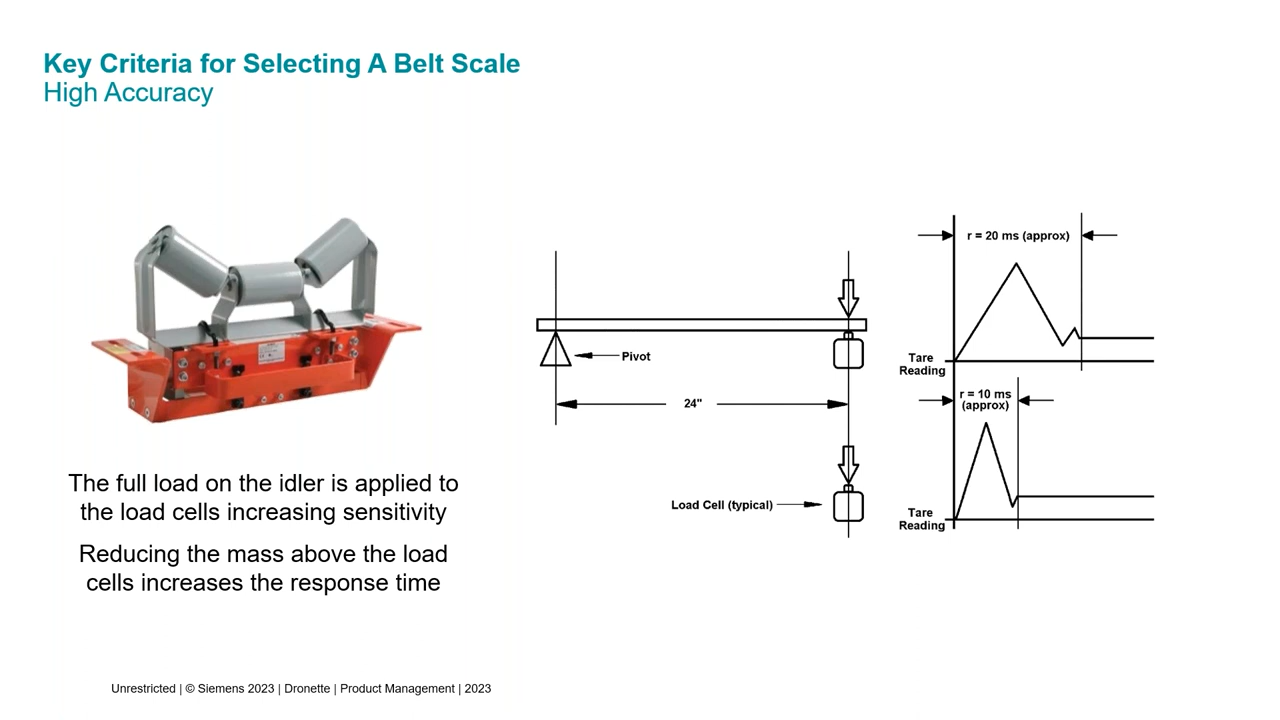 Key Criteria for Selecting A Belt Scale
High Accuracy
The full load on the idler is applied to
the load cells increasing sensitivity
Reducing the mass above the load
cells increases the response time
Pivot
24"
Load Cell (typical)
r = 20 ms (approx)
Tare
Reading
r = 10 ms
(approx)
Tare
Reading
Unrestricted | © Siemens 2023 | Dronette | Product Management | 2023